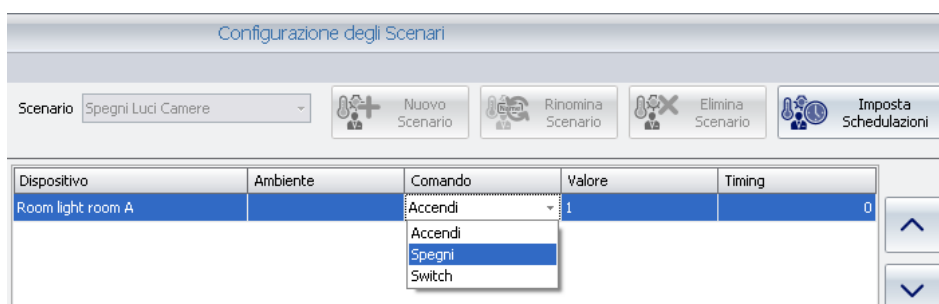 Configurazione degli Scenari
Scenario Spegni Luci Camere
Nuovo Scenario
Rinomina Scenario
Elimina Scenario
Imposta Schedulazioni
Dispositivo Ambiente Comando Valore Timing
Room light room A Accendi 1 0
Accendi
Spegni
Switch